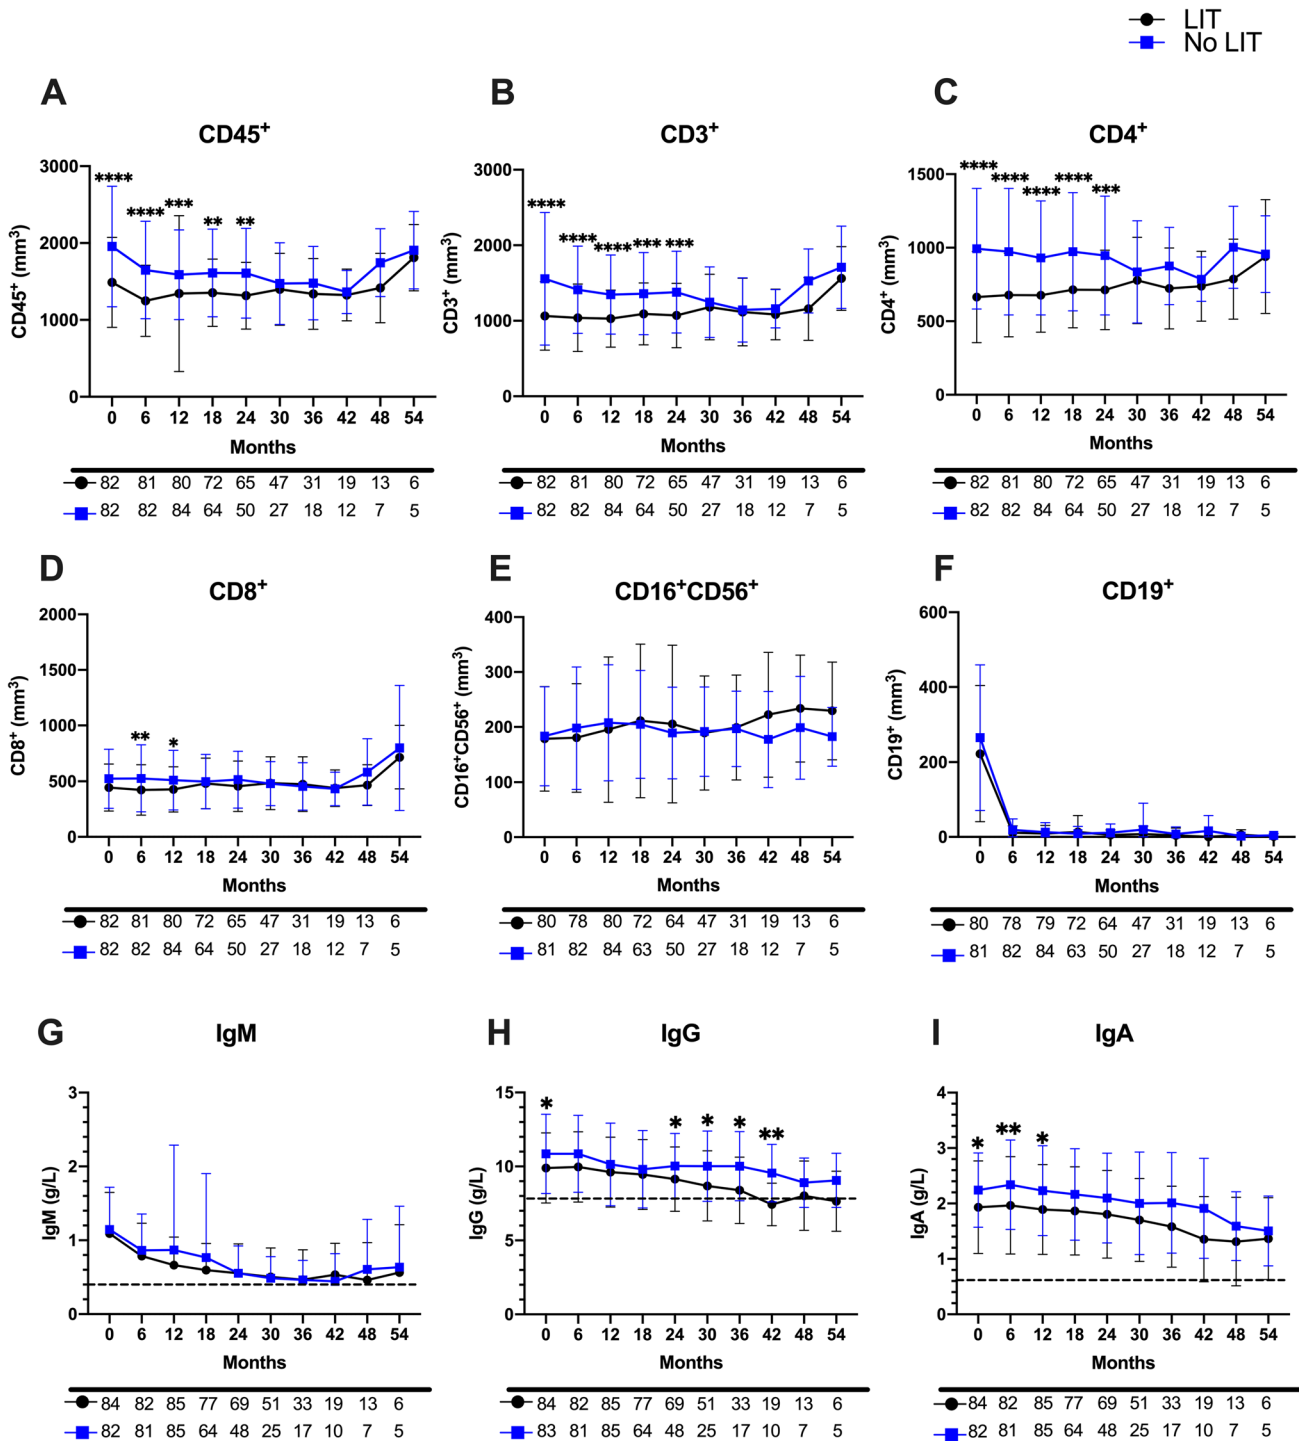 LIT
No LIT
A
B
C
CD45+
CD3+
CD4+
CD45+ (mm3)
3000
2000
1000
0
**** **** *** ** **
0 6 12 18 24 30 36 42 48 54
Months
82 81 80 72 65 47 31 19 13 6
82 82 84 64 50 27 18 12 7 5
CD3+ (mm3)
3000
2000
1000
0
**** **** **** *** ***
0 6 12 18 24 30 36 42 48 54
Months
82 81 80 72 65 47 31 19 13 6
82 82 84 64 50 27 18 12 7 5
CD4+ (mm3)
1500
1000
500
0
**** **** **** **** ***
0 6 12 18 24 30 36 42 48 54
Months
82 81 80 72 65 47 31 19 13 6
82 82 84 64 50 27 18 12 7 5
D
E
F
CD8+
CD16+CD56+
CD19+
CD8+ (mm3)
2000
1500
1000
500
0
** *
0 6 12 18 24 30 36 42 48 54
Months
82 81 80 72 65 47 31 19 13 6
82 82 84 64 50 27 18 12 7 5
CD16+CD56+ (mm3)
400
300
200
100
0
0 6 12 18 24 30 36 42 48 54
Months
80 78 80 72 64 47 31 19 13 6
81 82 84 63 50 27 18 12 7 5
CD19+ (mm3)
600
400
200
0
0 6 12 18 24 30 36 42 48 54
Months
80 78 79 72 64 47 31 19 13 6
81 82 84 63 50 27 18 12 7 5
G
H
I
IgM
IgG
IgA
IgM (g/L)
3
2
1
0
0 6 12 18 24 30 36 42 48 54
Months
84 82 85 77 69 51 33 19 13 6
82 81 85 64 48 25 17 10 7 5
IgG (g/L)
15
10
5
0
* * * * **
0 6 12 18 24 30 36 42 48 54
Months
84 82 85 77 69 51 33 19 13 6
83 81 85 64 48 25 17 10 7 5
IgA (g/L)
4
3
2
1
0
* ** *
0 6 12 18 24 30 36 42 48 54
Months
84 82 85 77 69 51 33 19 13 6
82 81 85 64 48 25 17 10 7 5